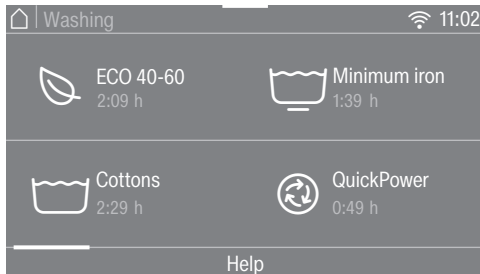 Washing 11:02
ECO 40-60
2:09 h
Minimum iron
1:39 h
Cottons
2:29 h
QuickPower
0:49 h
Help